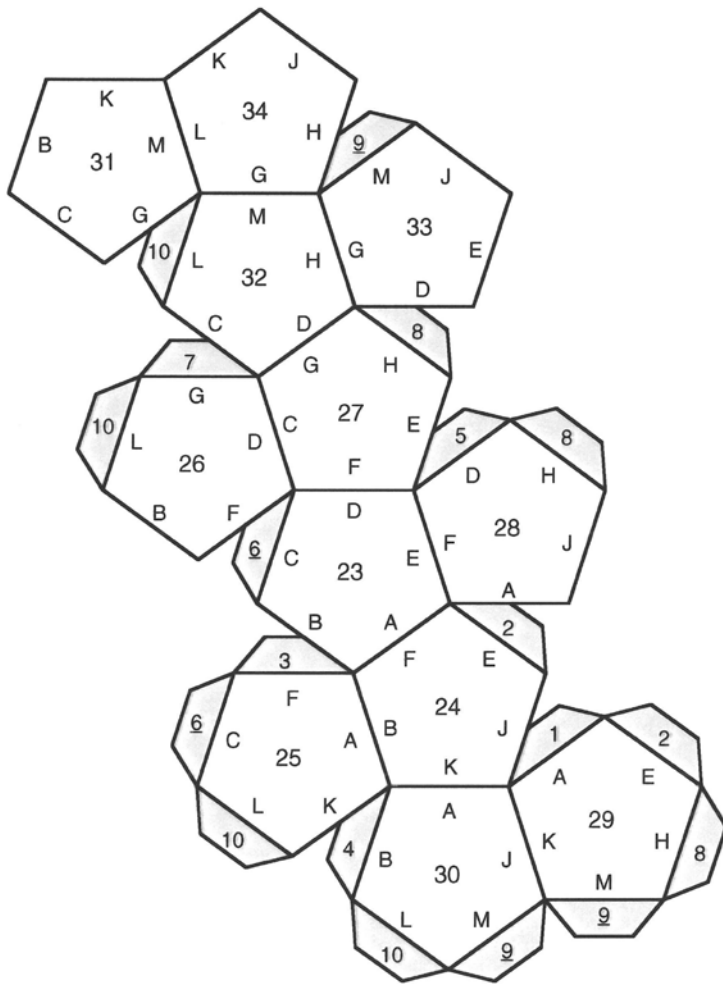 K J
34
L H
G
K
B M
31
C G
9
M J
33
G E
D
10
M
L H
32
C D
8
G H
27
C E
F
7
G
10 L D
26
B F
5 8
D H
28
F J
A
6
D
C E
23
B A
2
F E
24
B J
K
3
F
6 C A
25
L K
10
1 2
A E
29
K H 8
M
9
4
A
B J
30
L M
10 9